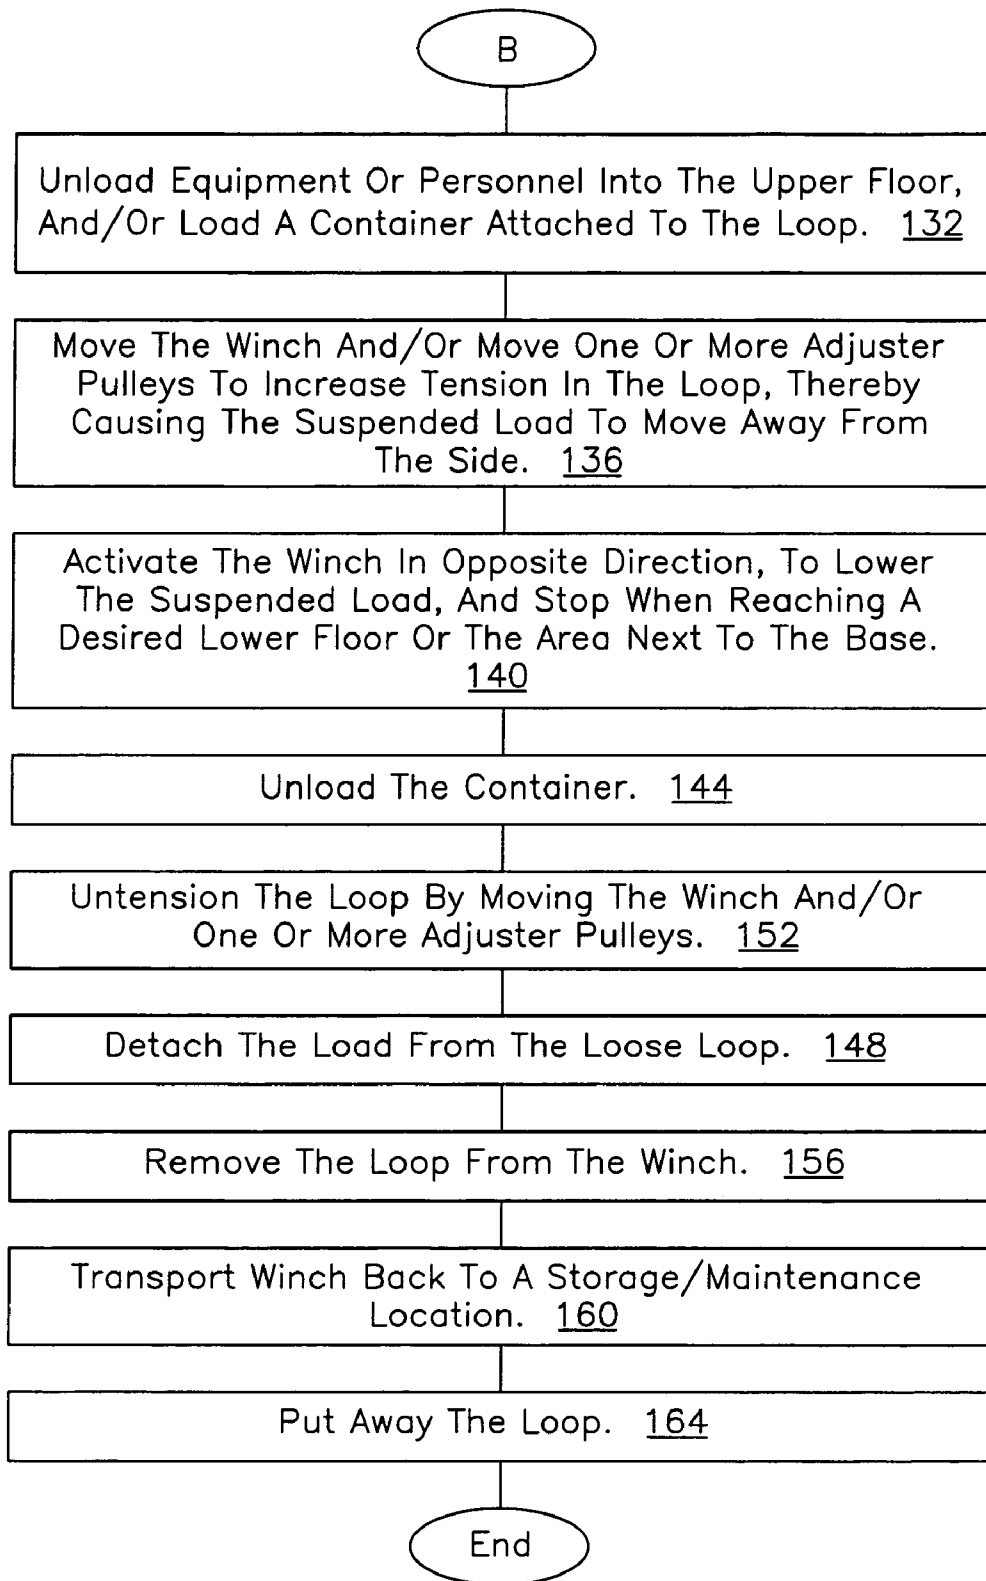 B
Unload Equipment Or Personnel Into The Upper Floor,
And/Or Load A Container Attached To The Loop. 132
Move The Winch And/Or Move One Or More Adjuster
Pulleys To Increase Tension In The Loop, Thereby
Causing The Suspended Load To Move Away From
The Side. 136
Activate The Winch In Opposite Direction, To Lower
The Suspended Load, And Stop When Reaching A
Desired Lower Floor Or The Area Next To The Base.
140
Unload The Container. 144
Untension The Loop By Moving The Winch And/Or
One Or More Adjuster Pulleys. 152
Detach The Load From The Loose Loop. 148
Remove The Loop From The Winch. 156
Transport Winch Back To A Storage/Maintenance
Location. 160
Put Away The Loop. 164
End